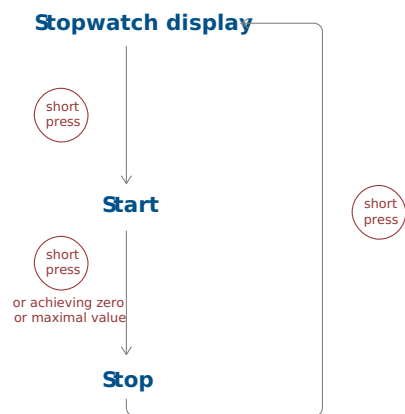 Stopwatch display
short
press
Start
short
press
short
press
or achieving zero
or maximal value
Stop